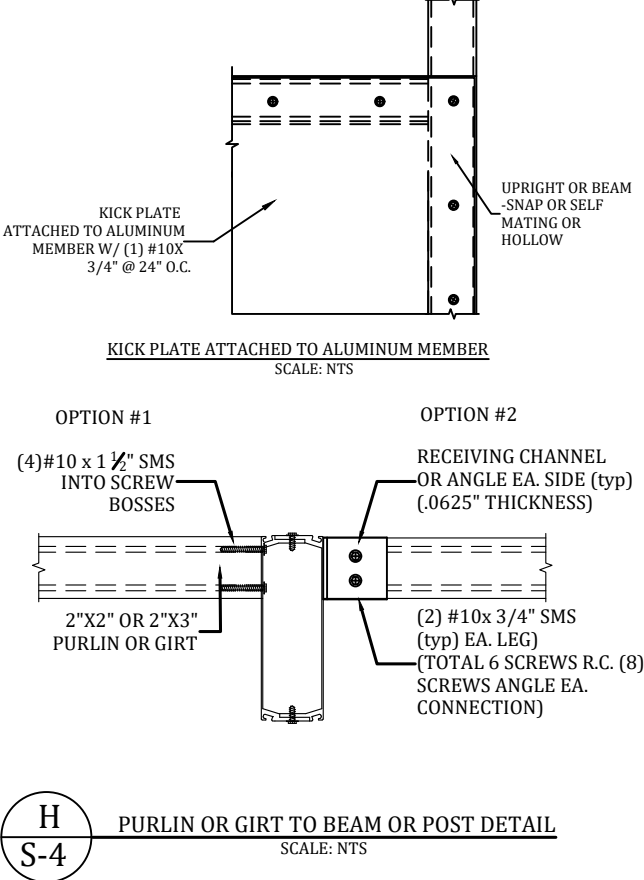 KICK PLATE
ATTACHED TO ALUMINUM
MEMBER W/ (1) #10X
3/4" @ 24" O.C.
UPRIGHT OR BEAM
-SNAP OR SELF
MATING OR
HOLLOW
KICK PLATE ATTACHED TO ALUMINUM MEMBER
SCALE: NTS
OPTION #1
(4)#10 x 1 ½" SMS
INTO SCREW
BOSSES
2"X2" OR 2"X3"
PURLIN OR GIRT
OPTION #2
RECEIVING CHANNEL
OR ANGLE EA. SIDE (typ)
(.0625" THICKNESS)
(2) #10x 3/4" SMS
(typ) EA. LEG)
(TOTAL 6 SCREWS R.C. (8)
SCREWS ANGLE EA.
CONNECTION)
H
S-4
PURLIN OR GIRT TO BEAM OR POST DETAIL
SCALE: NTS